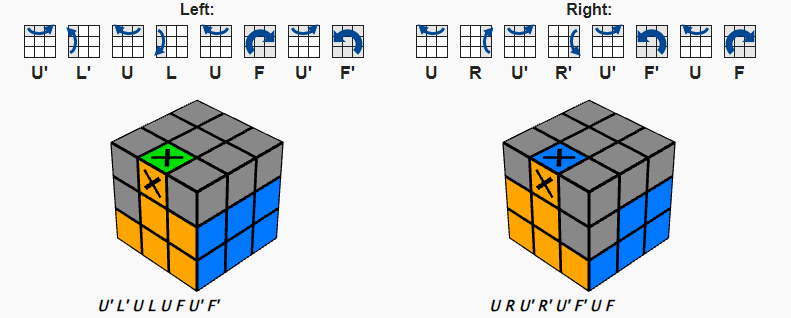 Left:
Right:
U' L' U L U F U' F'
U R U' R' U' F' U F
U' L' U L U F U' F'
U R U' R' U' F' U F